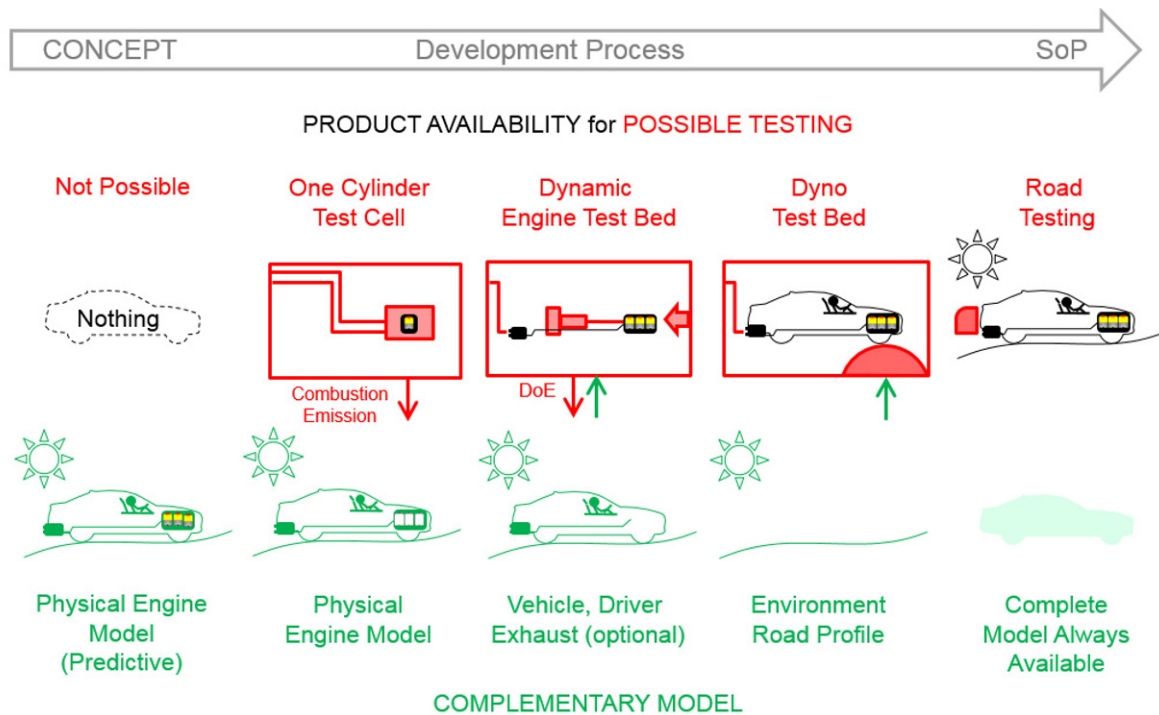 CONCEPT Development Process SoP
PRODUCT AVAILABILITY for POSSIBLE TESTING
Not Possible
One Cylinder
Test Cell
Dynamic
Engine Test Bed
Dyno
Test Bed
Road
Testing
Nothing
Combustion
Emission
DoE
Physical Engine
Model
(Predictive)
Physical
Engine Model
Vehicle, Driver
Exhaust (optional)
Environment
Road Profile
Complete
Model Always
Available
COMPLEMENTARY MODEL